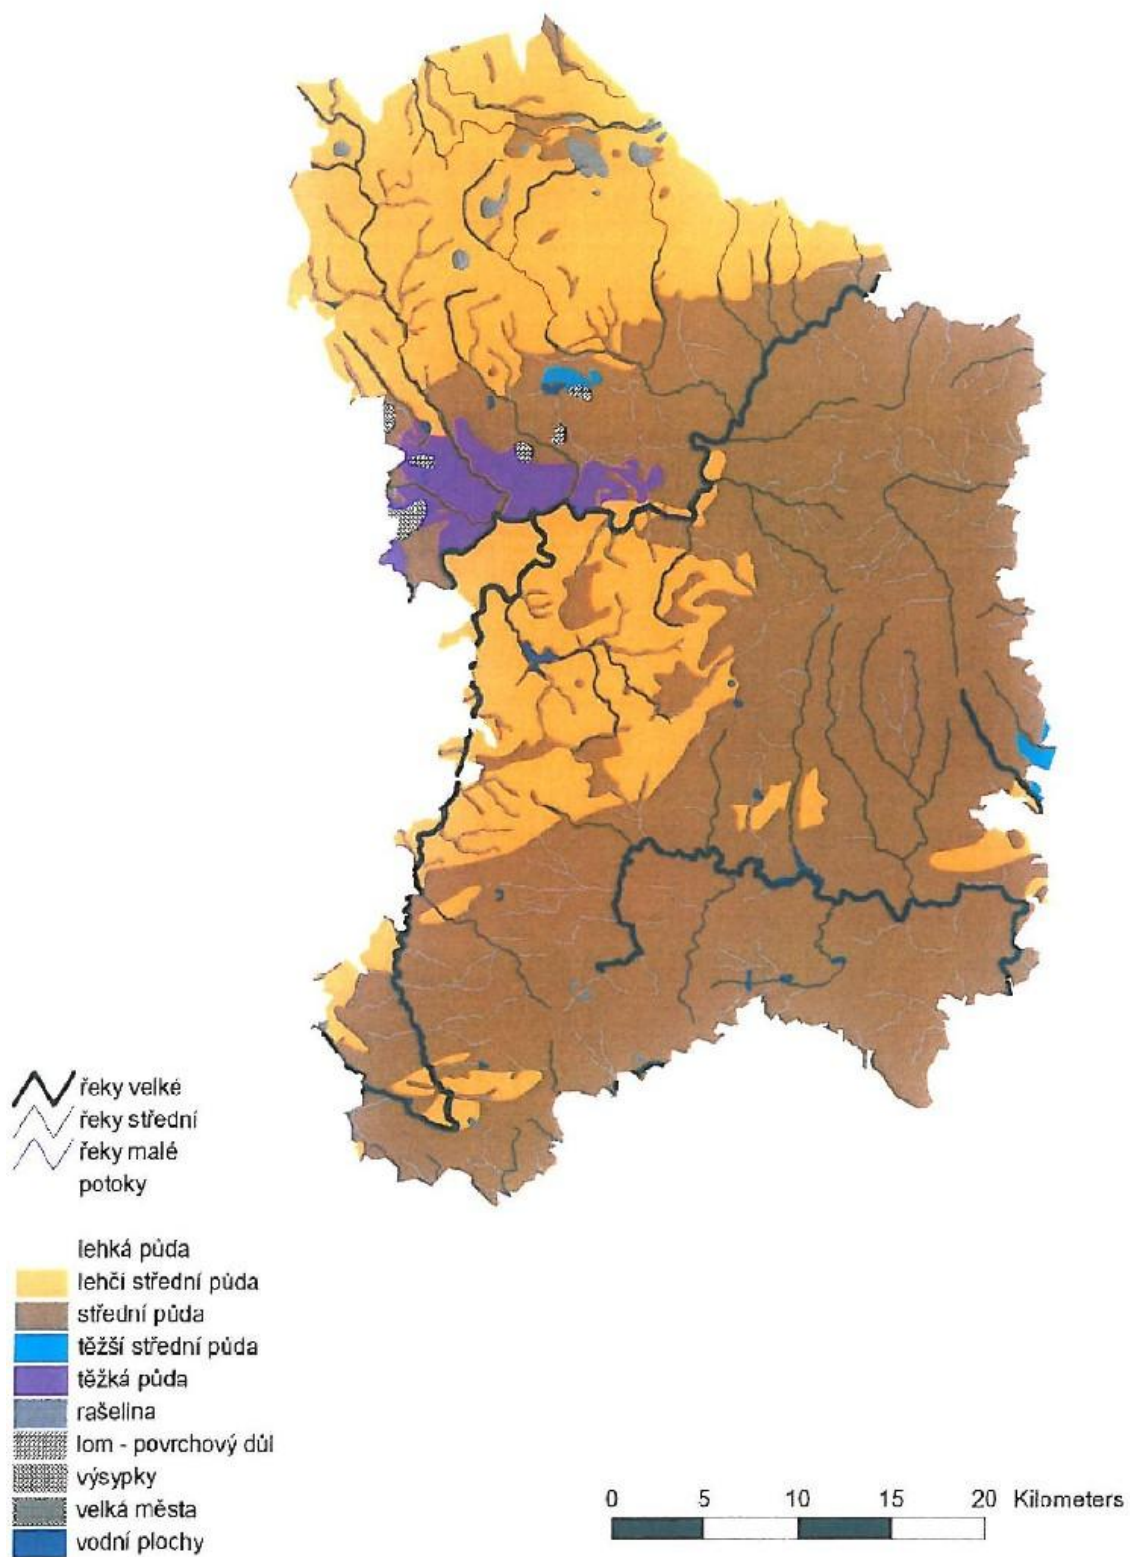 řeky velké
řeky střední
řeky malé
potoky
lehká půda
lehčí střední půda
střední půda
těžší střední půda
těžká půda
rašelina
lom - povrchový důl
výsypky
velká města
vodní plochy
0 5 10 15 20 Kilometers